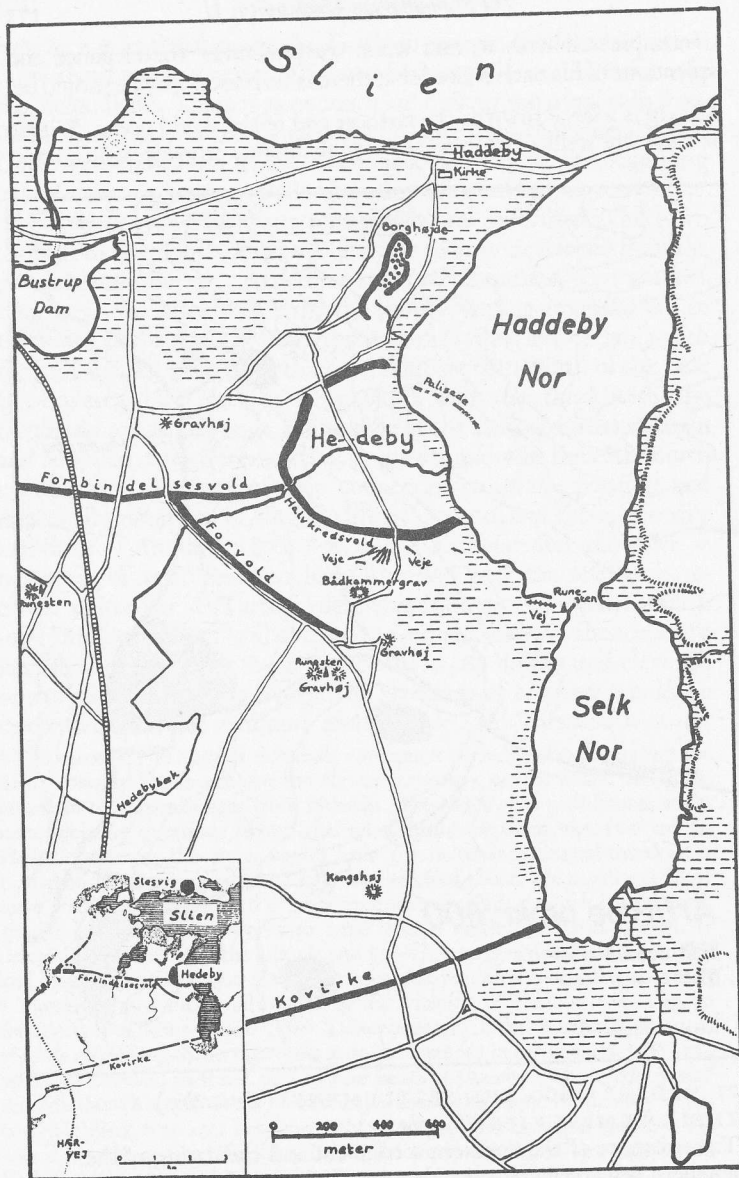 Slien
Haddeby
Kirke
Borghøjde
Bustrup
Dam
Haddeby
Nor
Palisade
Gravhøj
He-deby
Forbindelsesvold
Halvkredsvold
Forvold
Veje
Veje
Bådkammergrav
Runesten
Runesten
Vej
Gravhøj
Runesten
Gravhøj
Selk
Nor
Hedebybæk
Kongshøj
Slesvig
Slien
Hedeby
Forbindelsesvold
Kovirke
Kovirke
HÆR-
VEJ
km
0 200 400 600
meter